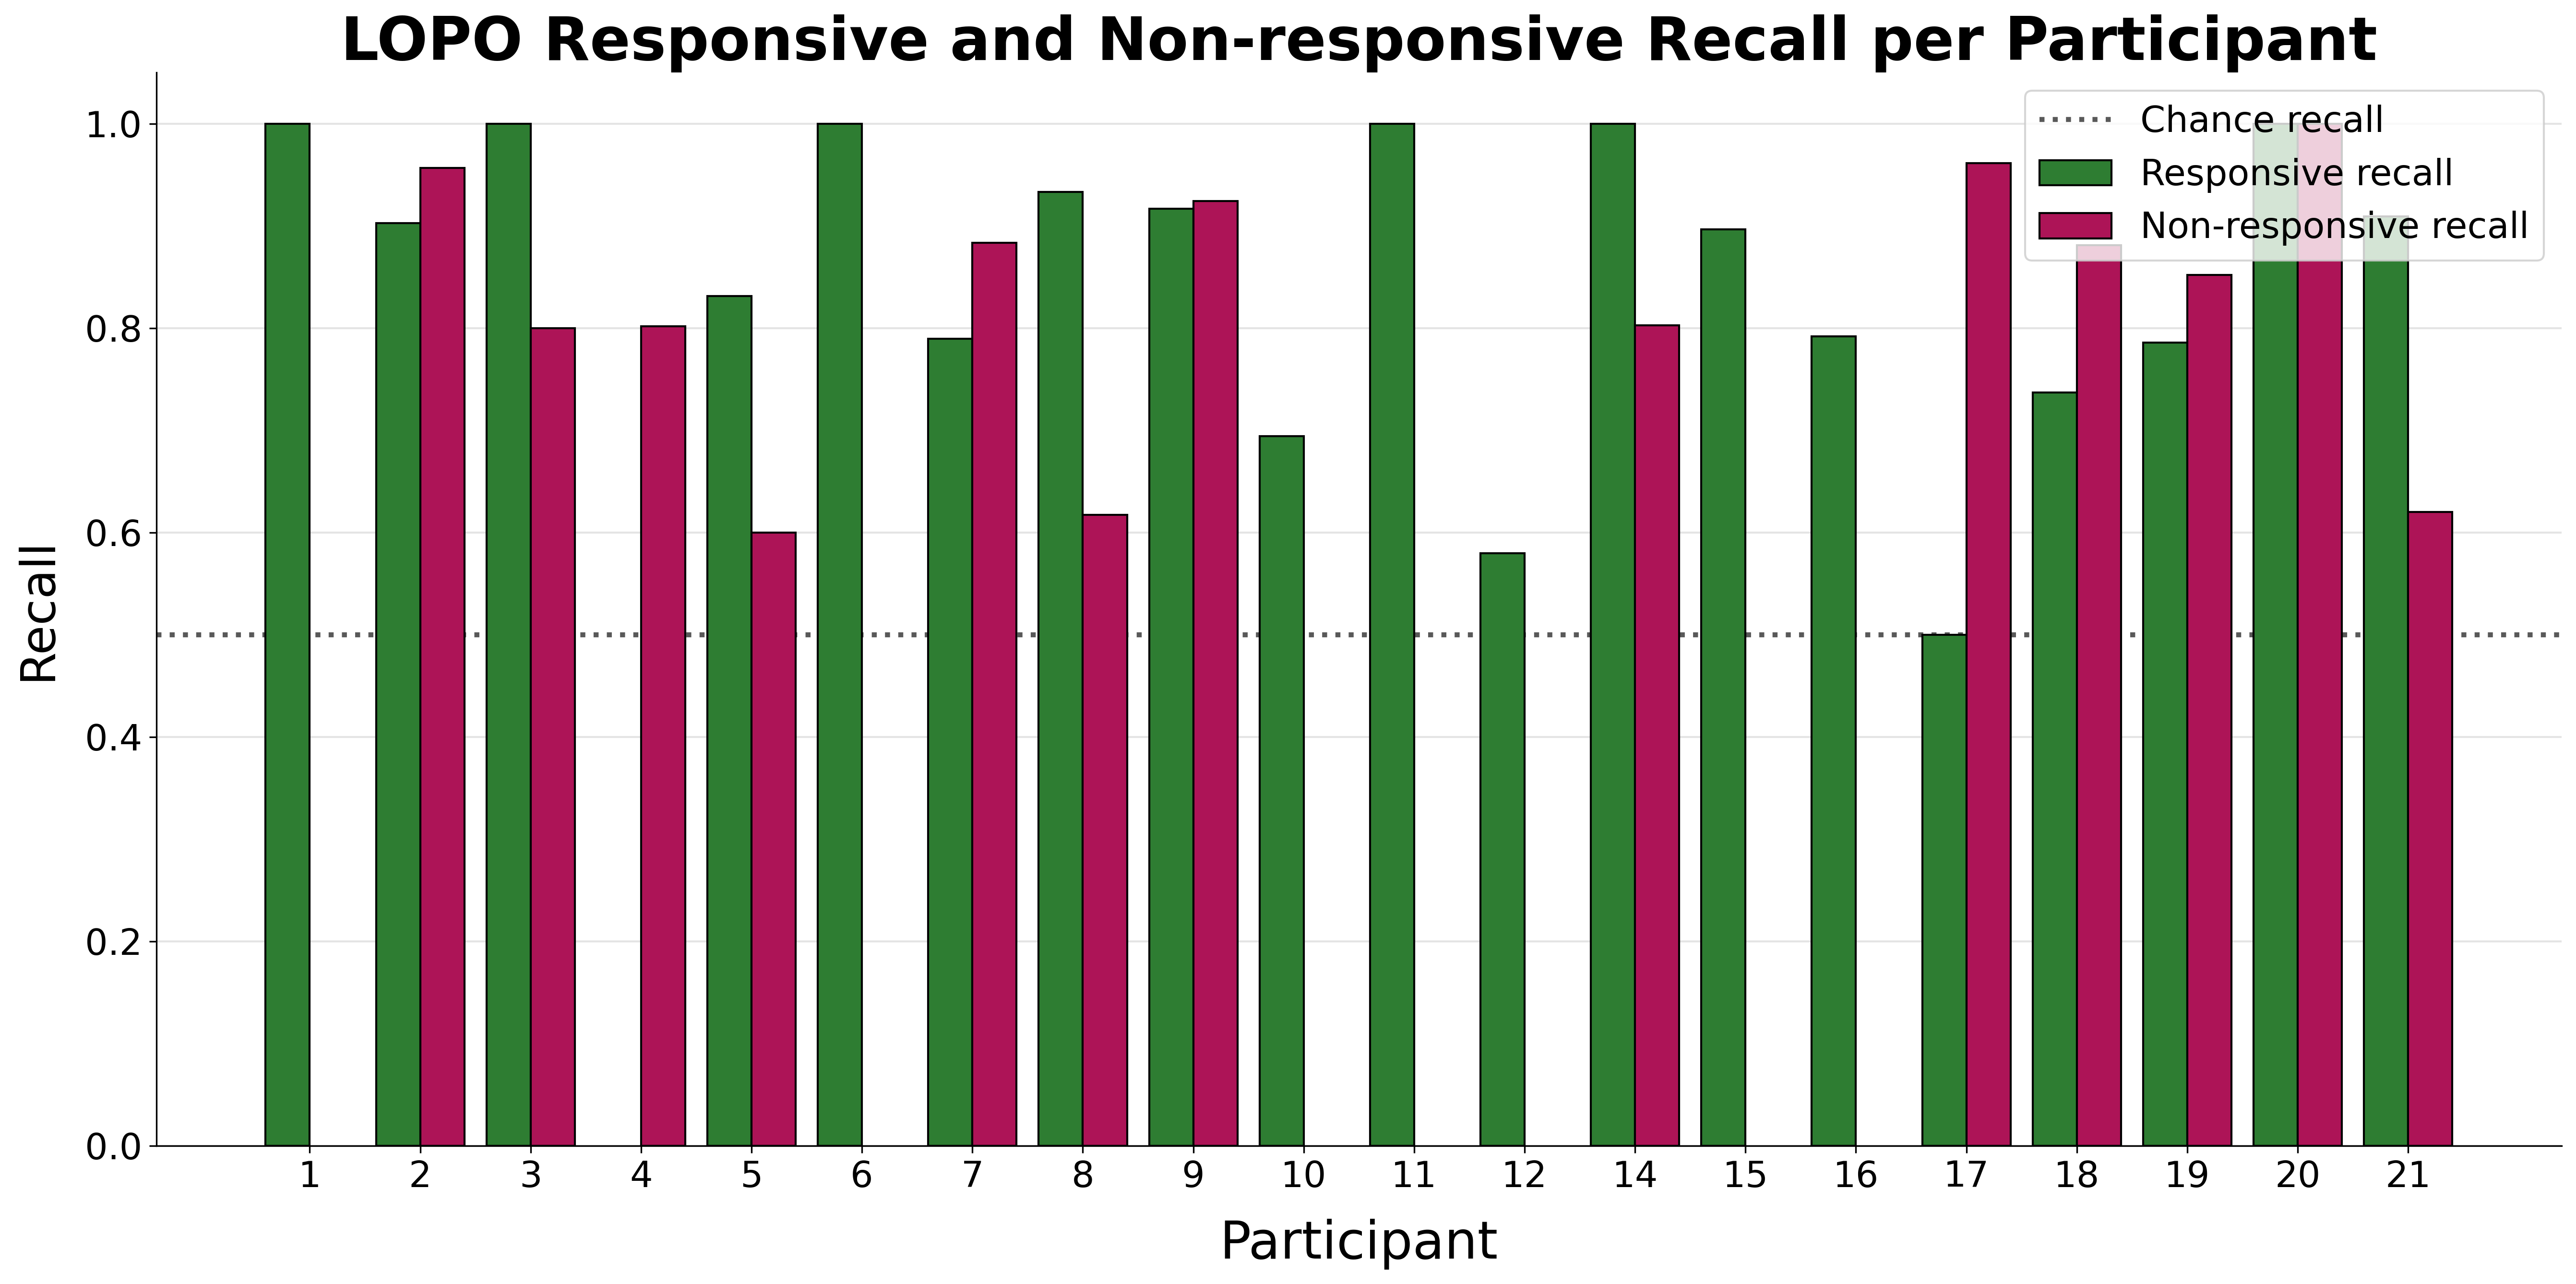 LOPO Responsive and Non-responsive Recall per Participant
Chance recall
Responsive recall
Non-responsive recall
1.0
0.8
0.6
0.4
0.2
0.0
Recall
1 2 3 4 5 6 7 8 9 10 11 12 14 15 16 17 18 19 20 21
Participant